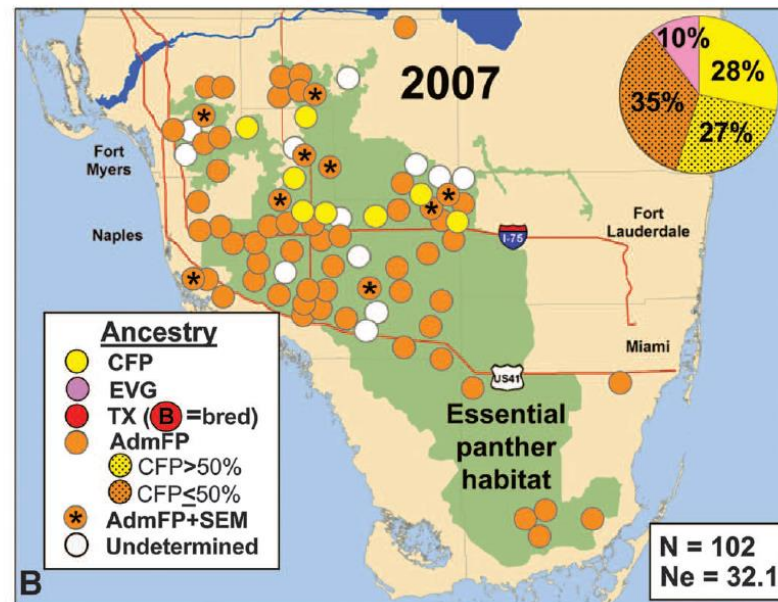 2007
10%
28%
35%
27%
Fort
Myers
Naples
Fort
Lauderdale
I-75
Miami
US41
Essential
panther
habitat
Ancestry
CFP
EVG
TX (B =bred)
AdmFP
CFP>50%
CFP≤50%
* AdmFP+SEM
Undetermined
B
N = 102
Ne = 32.1